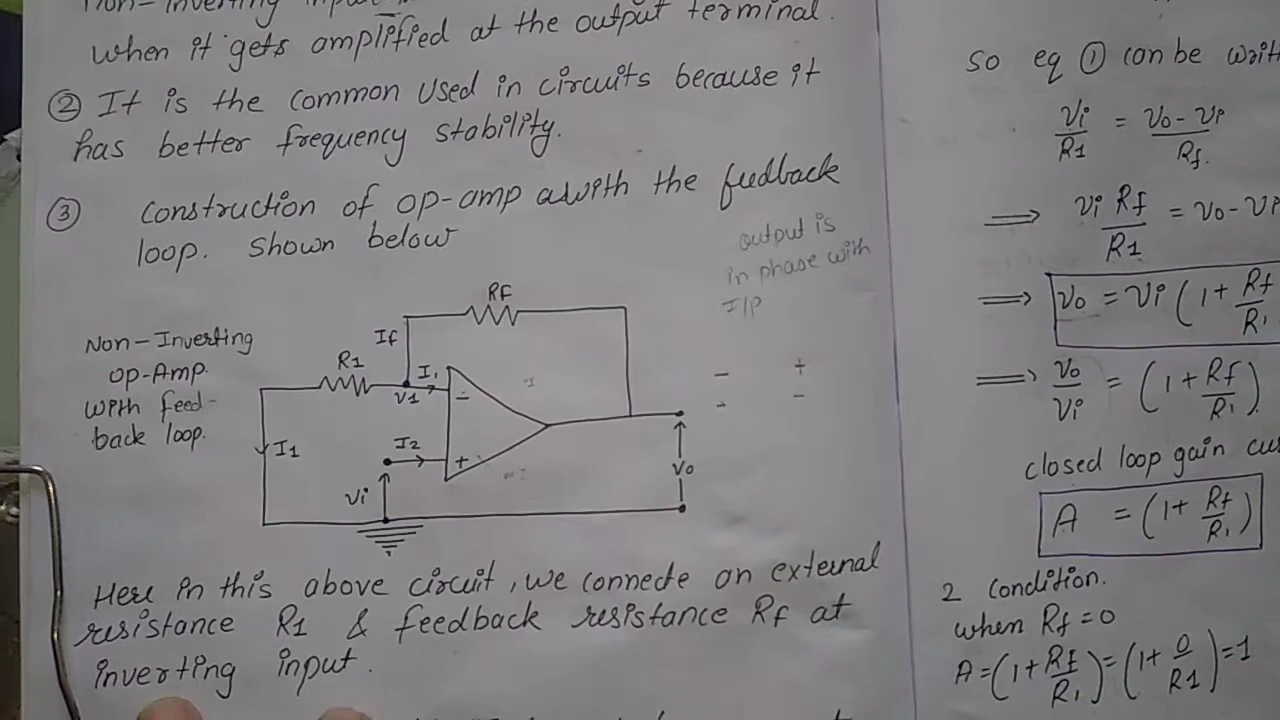 Non-Inverting input
when it gets amplified at the output terminal.
② It is the common used in circuits because it
has better frequency stability.
③ construction of op-amp awith the feedback
loop. shown below
output is
in phase with
I/P
Non-Inverting
op-Amp.
with feed-
back loop.
RF
If
R1
I1
V1
-
I1
I2
+
Vi
Vo
- +
- -
Here in this above circuit, we connecte an external
resistance R1 & feedback resistance Rf at
inverting input.
so eq ① can be
Vi/R1 = Vo-Vi/Rf.
⟹ Vi Rf/R1 = Vo-Vi
⟹ Vo = Vi (1+ Rf/R1
⟹ Vo/Vi = (1+ Rf/R1)
closed loop gain
A = (1+ Rf/R1)
2 condition.
when Rf = 0
A = (1+ Rf/R1) = (1+ 0/R1) = 1